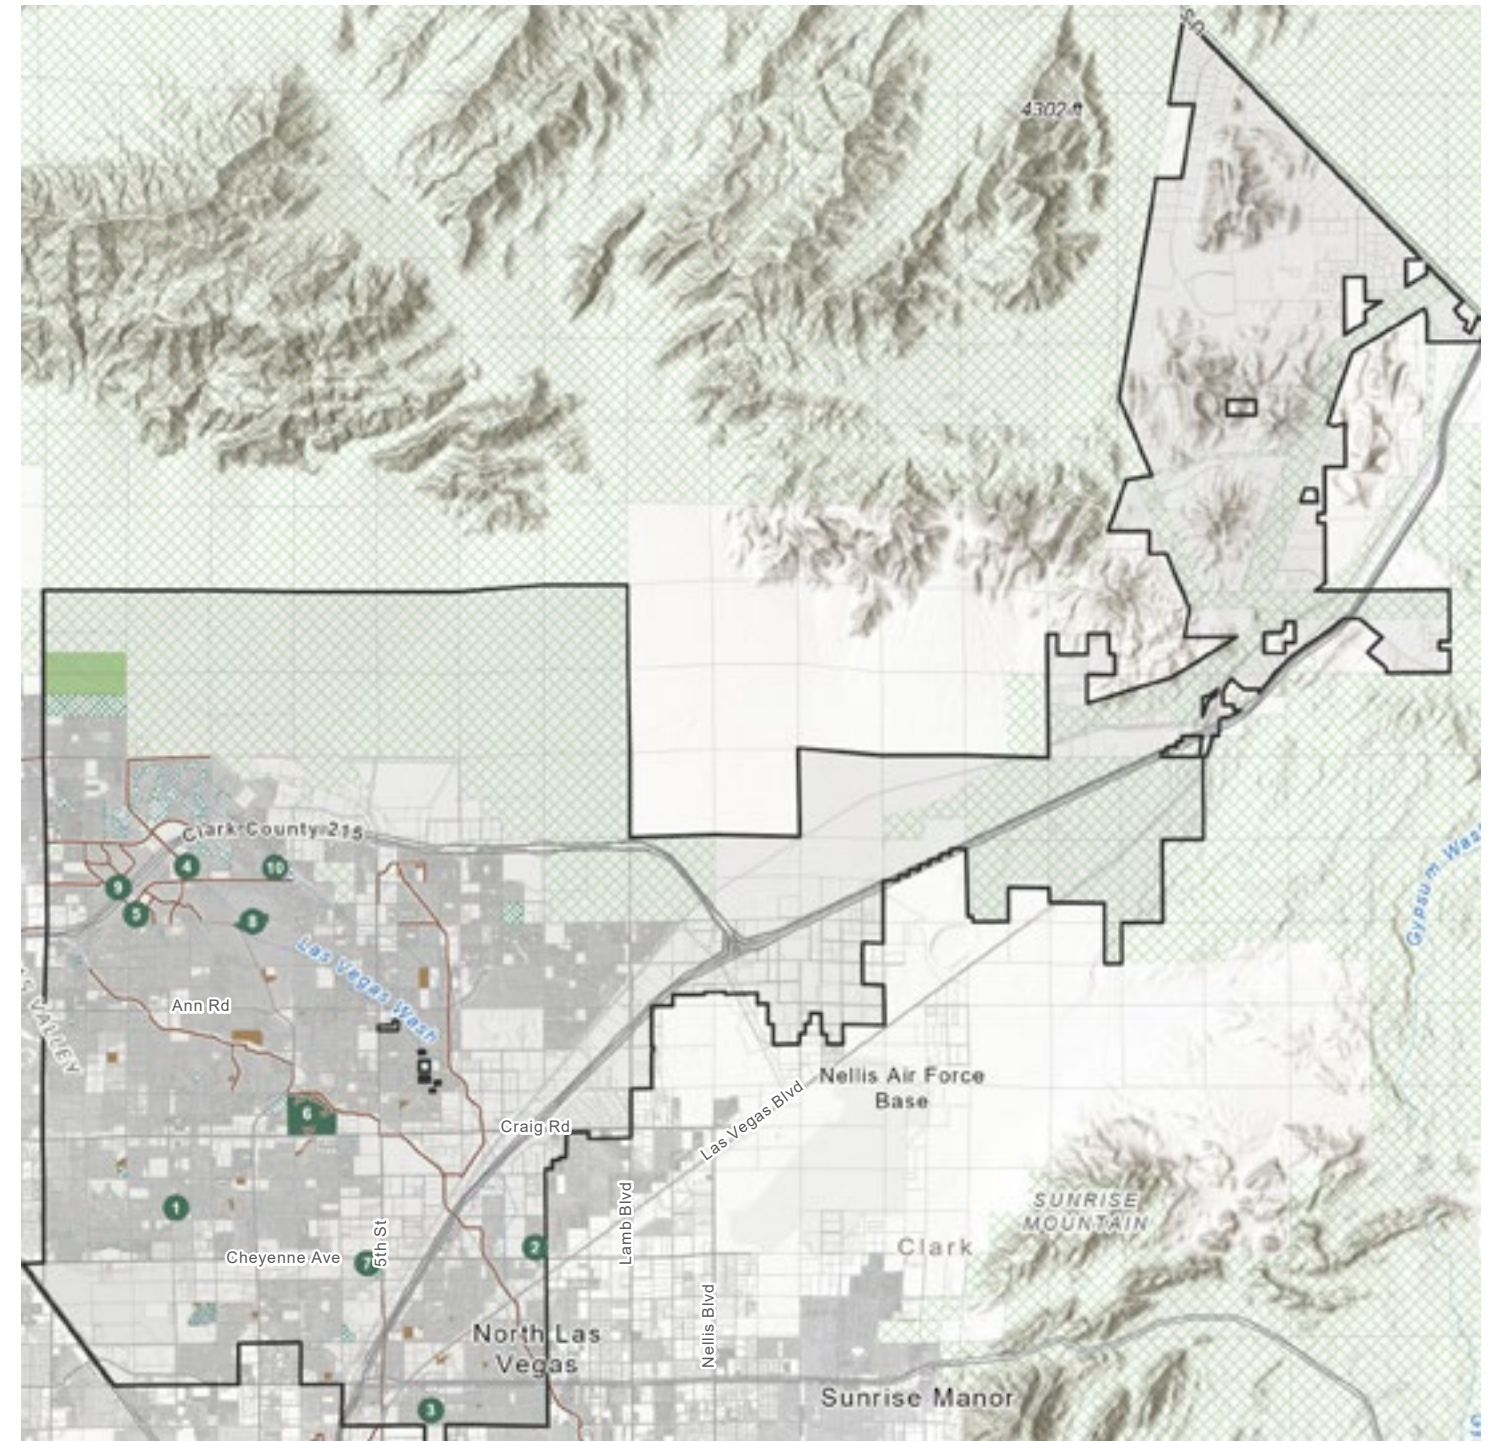 US
4302 ft
Clark County 215
4
10
9
5
8
Las Vegas Wash
Gypsum Wash
Ann Rd
VALLEY
Nellis Air Force
Base
6
Craig Rd
Las Vegas Blvd
1
Lamb Blvd
SUNRISE
MOUNTAIN
Cheyenne Ave
5th St
7
2
Clark
Nellis Blvd
North Las
Vegas
Sunrise Manor
3